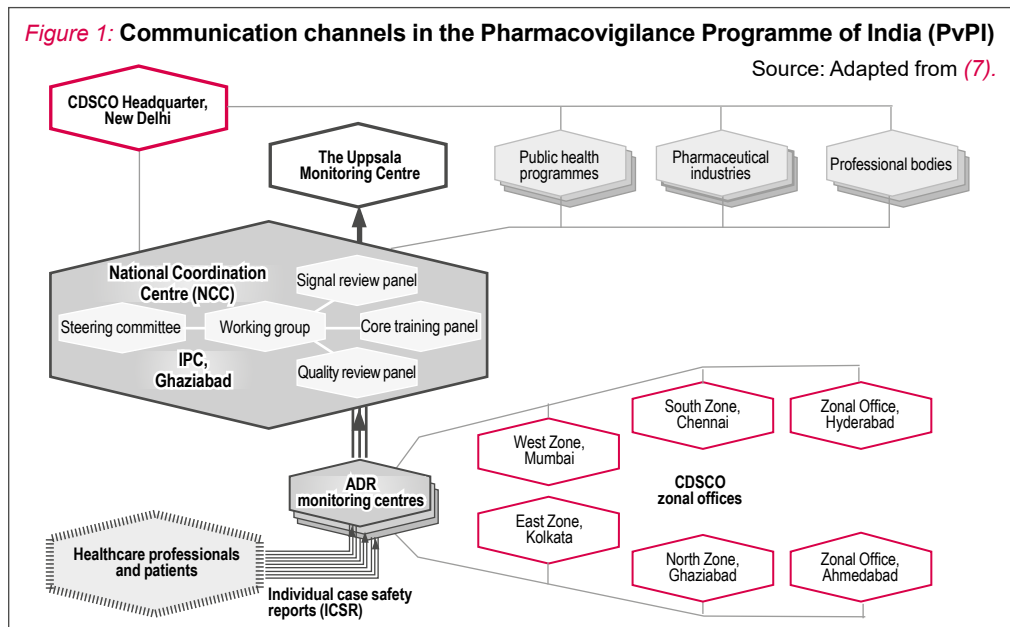 Figure 1: Communication channels in the Pharmacovigilance Programme of India (PvPI)
Source: Adapted from (7).
CDSCO Headquarter,
New Delhi
The Uppsala
Monitoring Centre
Public health
programmes
Pharmaceutical
industries
Professional bodies
National Coordination
Centre (NCC)
Signal review panel
Steering committee
Working group
Core training panel
IPC,
Ghaziabad
Quality review panel
ADR
monitoring centres
West Zone,
Mumbai
South Zone,
Chennai
Zonal Office,
Hyderabad
CDSCO
zonal offices
East Zone,
Kolkata
North Zone,
Ghaziabad
Zonal Office,
Ahmedabad
Healthcare professionals
and patients
Individual case safety
reports (ICSR)